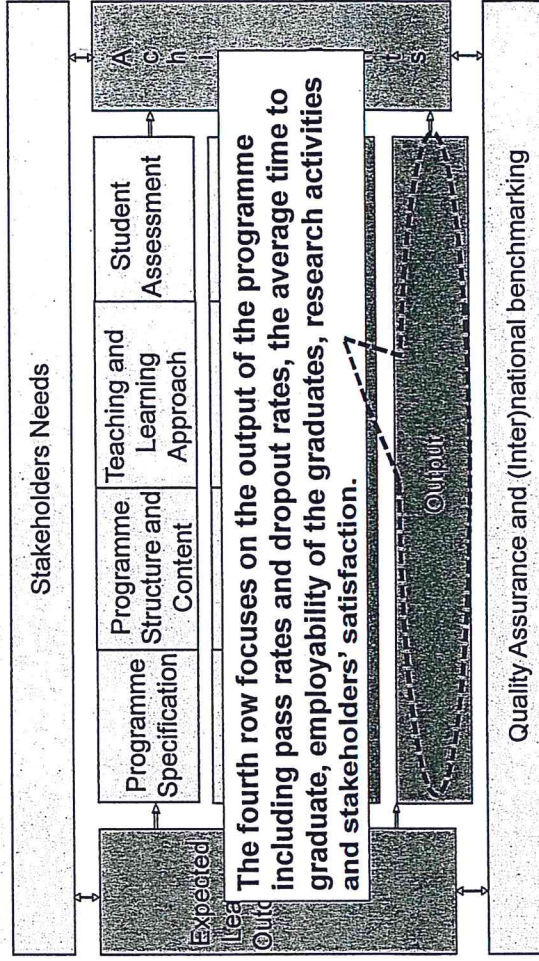 Stakeholders Needs
Expected
Lea
Outc
Programme
Specification
Programme
Structure and
Content
Teaching and
Learning
Approach
Student
Assessment
A
c
h
i
t
s
The fourth row focuses on the output of the programme
including pass rates and dropout rates, the average time to
graduate, employability of the graduates, research activities
and stakeholders' satisfaction.
Output
Quality Assurance and (Inter)national benchmarking